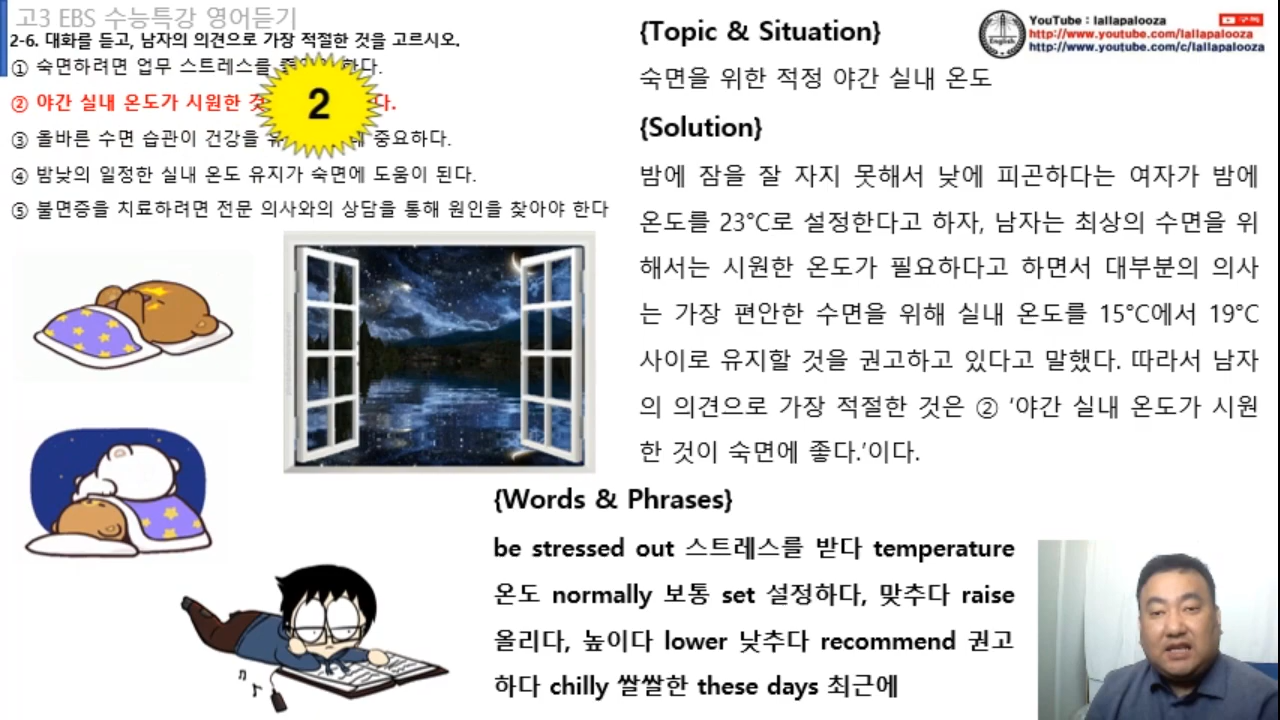 고3 EBS 수능특강 영어듣기
2-6. 대화를 듣고, 남자의 의견으로 가장 적절한 것을 고르시오.
① 숙면하려면 업무 스트레스를 한다.
② 야간 실내 온도가 시원한 다.
2
③ 올바른 수면 습관이 건강을 중요하다.
④ 밤낮의 일정한 실내 온도 유지가 숙면에 도움이 된다.
⑤ 불면증을 치료하려면 전문 의사와의 상담을 통해 원인을 찾아야 한다
{Topic & Situation}
숙면을 위한 적정 야간 실내 온도
{Solution}
밤에 잠을 잘 자지 못해서 낮에 피곤하다는 여자가 밤에
온도를 23°C로 설정한다고 하자, 남자는 최상의 수면을 위
해서는 시원한 온도가 필요하다고 하면서 대부분의 의사
는 가장 편안한 수면을 위해 실내 온도를 15°C에서 19°C
사이로 유지할 것을 권고하고 있다고 말했다. 따라서 남자
의 의견으로 가장 적절한 것은 ② ‘야간 실내 온도가 시원
한 것이 숙면에 좋다.’이다.
{Words & Phrases}
be stressed out 스트레스를 받다 temperature
온도 normally 보통 set 설정하다, 맞추다 raise
올리다, 높이다 lower 낮추다 recommend 권고
하다 chilly 쌀쌀한 these days 최근에
YouTube : lallapalooza
구독
http://www.youtube.com/lallapalooza
http://www.youtube.com/c/lallapalooza
English